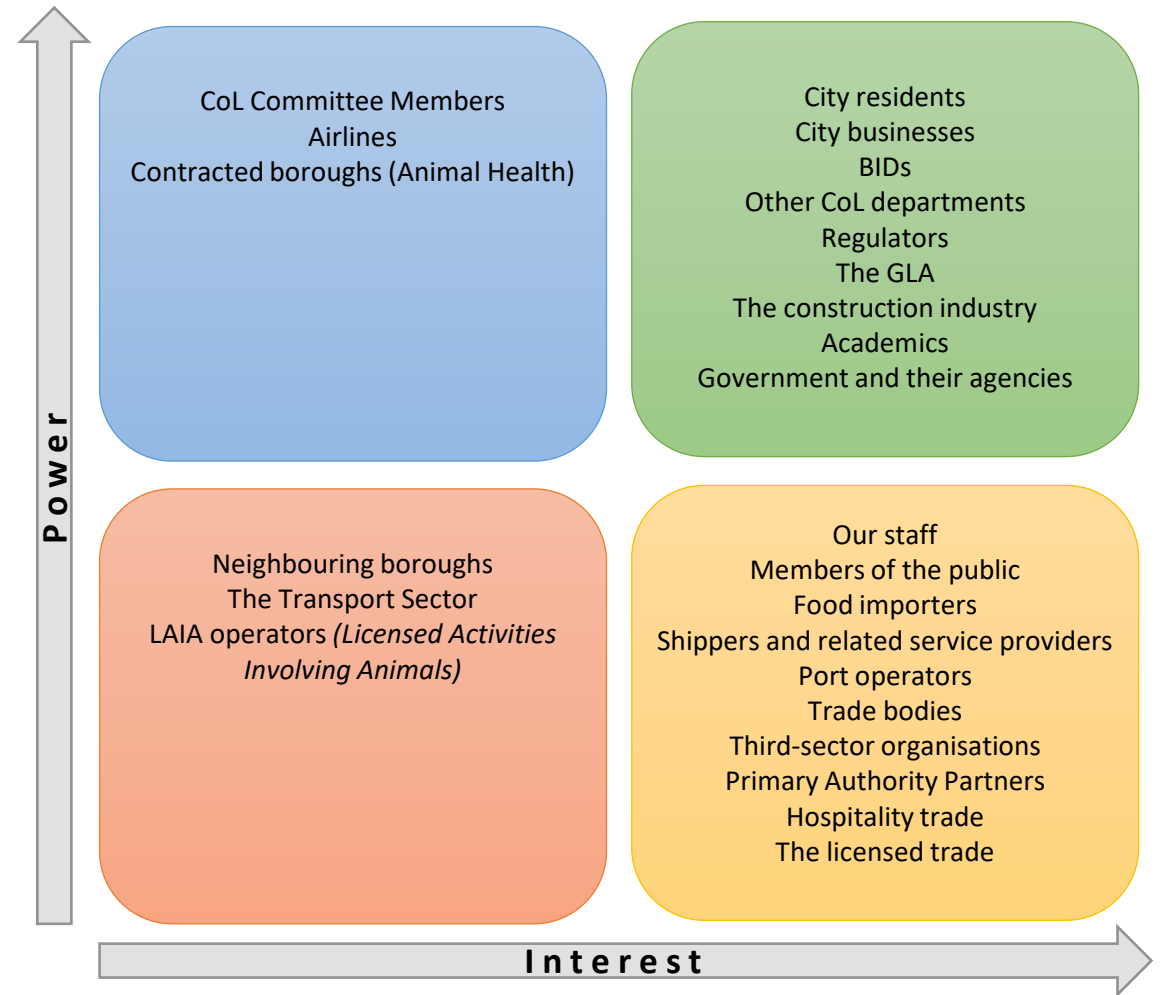 CoL Committee Members
Airlines
Contracted boroughs (Animal Health)
City residents
City businesses
BIDs
Other CoL departments
Regulators
The GLA
The construction industry
Academics
Government and their agencies
Power
Neighbouring boroughs
The Transport Sector
LAIA operators (Licensed Activities
Involving Animals)
Our staff
Members of the public
Food importers
Shippers and related service providers
Port operators
Trade bodies
Third-sector organisations
Primary Authority Partners
Hospitality trade
The licensed trade
Interest